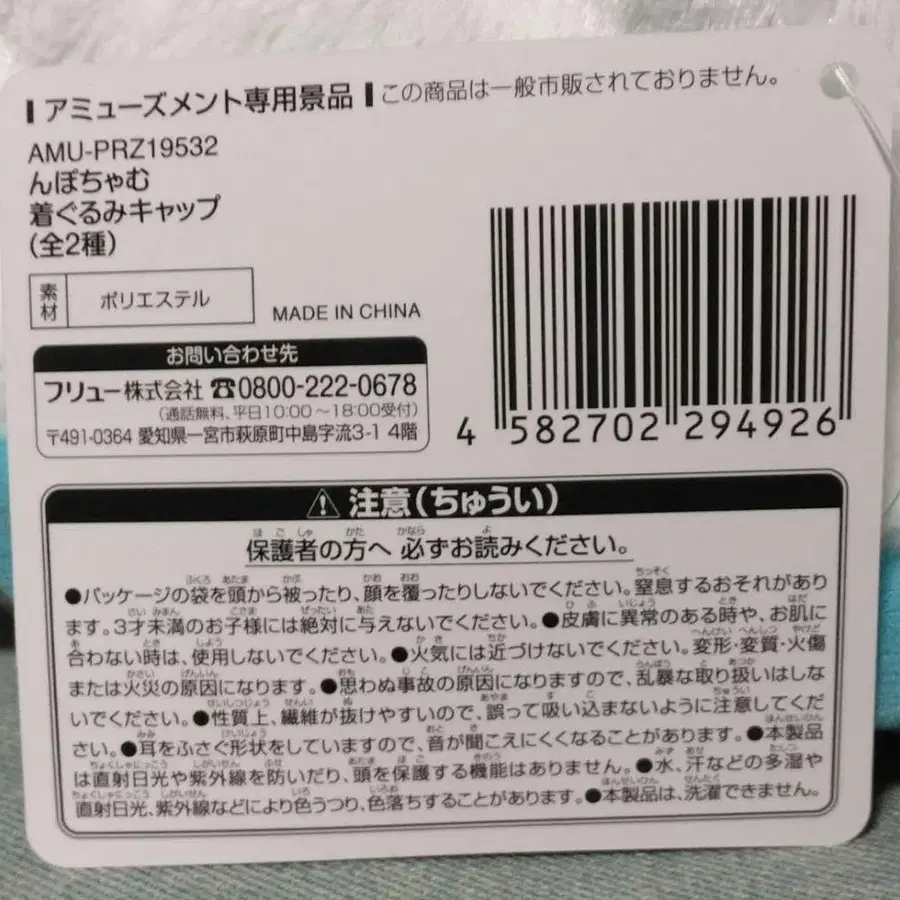 アミューズメント専用景品 この商品は一般市販されておりません。
AMU-PRZ19532
んぽちゃむ
着ぐるみキャップ
(全2種)
素材 ポリエステル
MADE IN CHINA
お問い合わせ先
フリュー株式会社 ☎0800-222-0678
(通話無料、平日10:00～18:00受付)
〒491-0364 愛知県一宮市萩原町中島字流3-1 4階
4 582702 294926
⚠ 注意(ちゅうい)
保護者の方へ 必ずお読みください。
●パッケージの袋を頭から被ったり、顔を覆ったりしないでください。窒息するおそれがあり
ます。3才未満のお子様には絶対に与えないでください。●皮膚に異常のある時や、お肌に
合わない時は、使用しないでください。●火気には近づけないでください。変形・変質・火傷
または火災の原因になります。●思わぬ事故の原因になりますので、乱暴な取り扱いはしな
いでください。●性質上、繊維が抜けやすいので、誤って吸い込まないように注意してくだ
さい。●耳をふさぐ形状をしていますので、音が聞こえにくくなることがあります。●本製品
は直射日光や紫外線を防いだり、頭を保護する機能はありません。●水、汗などの多湿や
直射日光、紫外線などにより色うつり、色落ちすることがあります。●本製品は、洗濯できません。